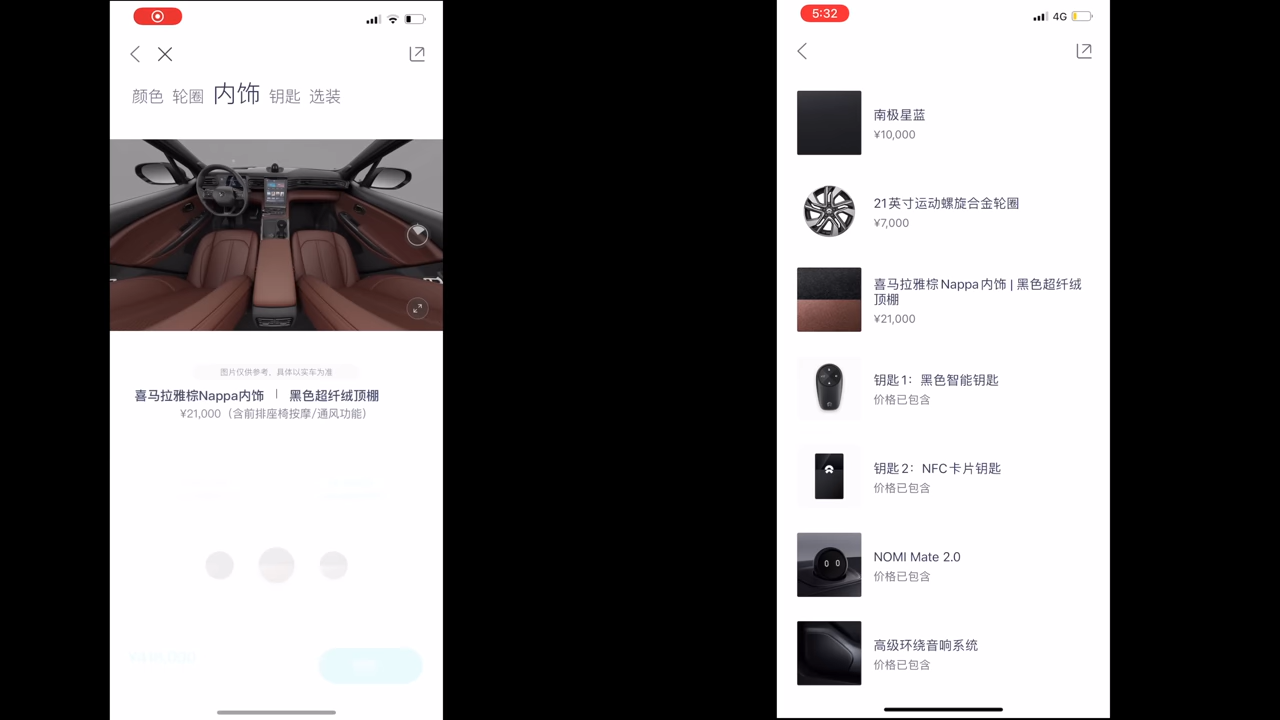 颜色 轮圈 内饰 钥匙 选装
图片仅供参考，具体以实车为准
喜马拉雅棕Nappa内饰 | 黑色超纤绒顶棚
¥21,000（含前排座椅按摩/通风功能）
5:32
4G
南极星蓝
¥10,000
21英寸运动螺旋合金轮圈
¥7,000
喜马拉雅棕Nappa内饰 | 黑色超纤绒
顶棚
¥21,000
钥匙1：黑色智能钥匙
价格已包含
钥匙2：NFC卡片钥匙
价格已包含
NOMI Mate 2.0
价格已包含
高级环绕音响系统
价格已包含